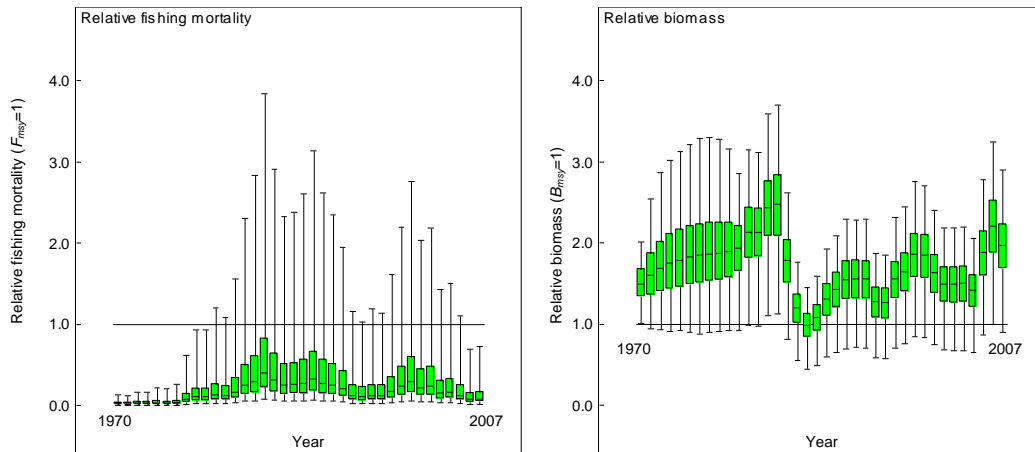 Relative fishing mortality
Relative fishing mortality (Fmsy=1)
4.0
3.0
2.0
1.0
0.0
1970
2007
Year
Relative biomass
Relative biomass (Bmsy=1)
4.0
3.0
2.0
1.0
0.0
1970
2007
Year